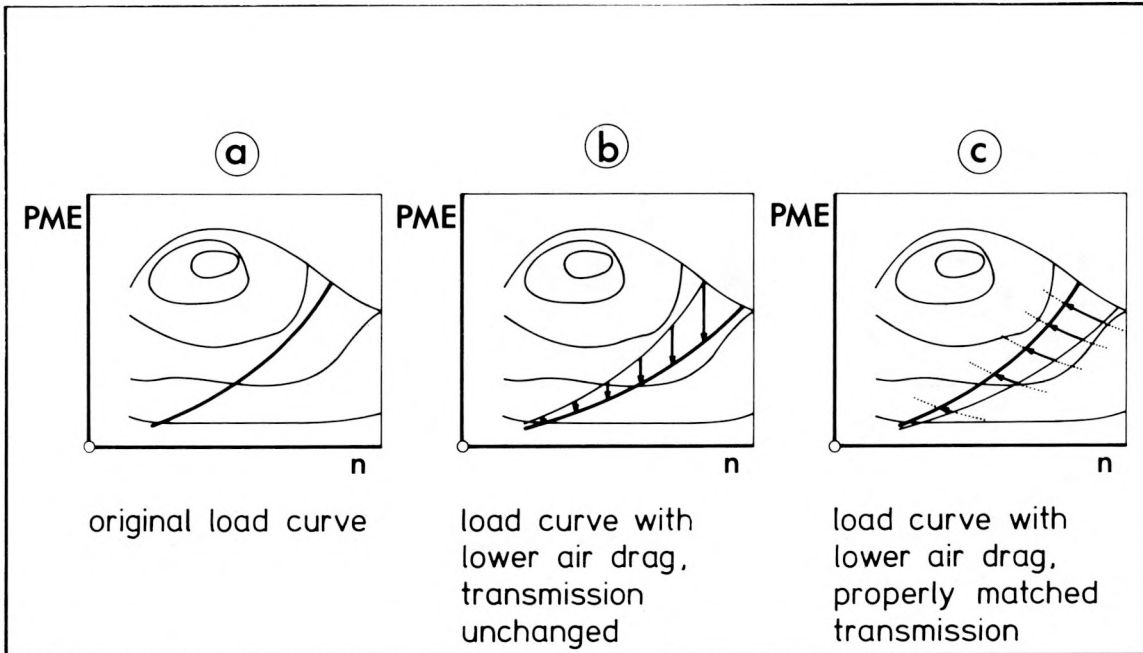 a
b
c
PME
PME
PME
n
n
n
original load curve
load curve with
lower air drag,
transmission
unchanged
load curve with
lower air drag,
properly matched
transmission